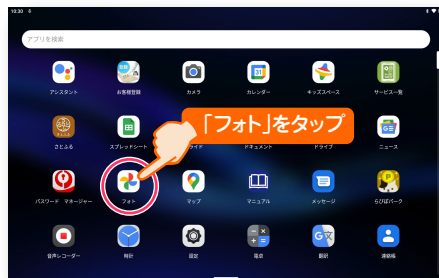 10:30
アプリを検索
アシスタント
お客様登録
カメラ
カレンダー
キッズスペース
サービス一覧
「フォト」をタップ
さとふる
スプレッドシート
ライド
ドキュメント
ドライブ
ニュース
パスワード マネージャー
フォト
マップ
マニュアル
メッセージ
らびぱーく
音声レコーダー
時計
設定
電卓
翻訳
連絡帳